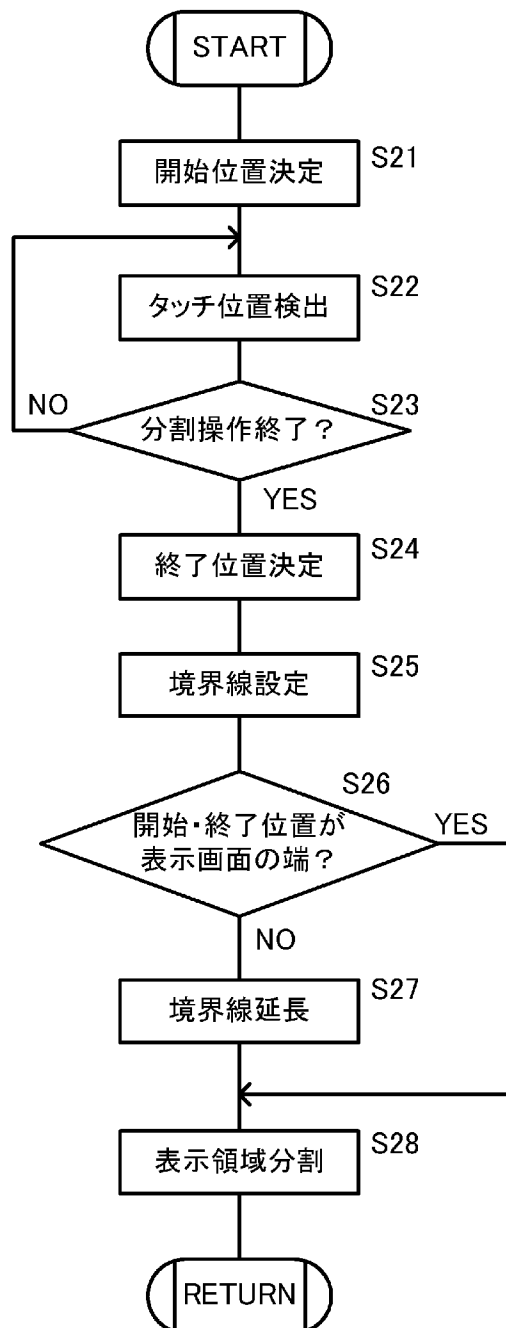 START
開始位置決定
S21
タッチ位置検出
S22
NO
分割操作終了？
S23
YES
終了位置決定
S24
境界線設定
S25
S26
開始・終了位置が
表示画面の端？
YES
NO
境界線延長
S27
表示領域分割
S28
RETURN